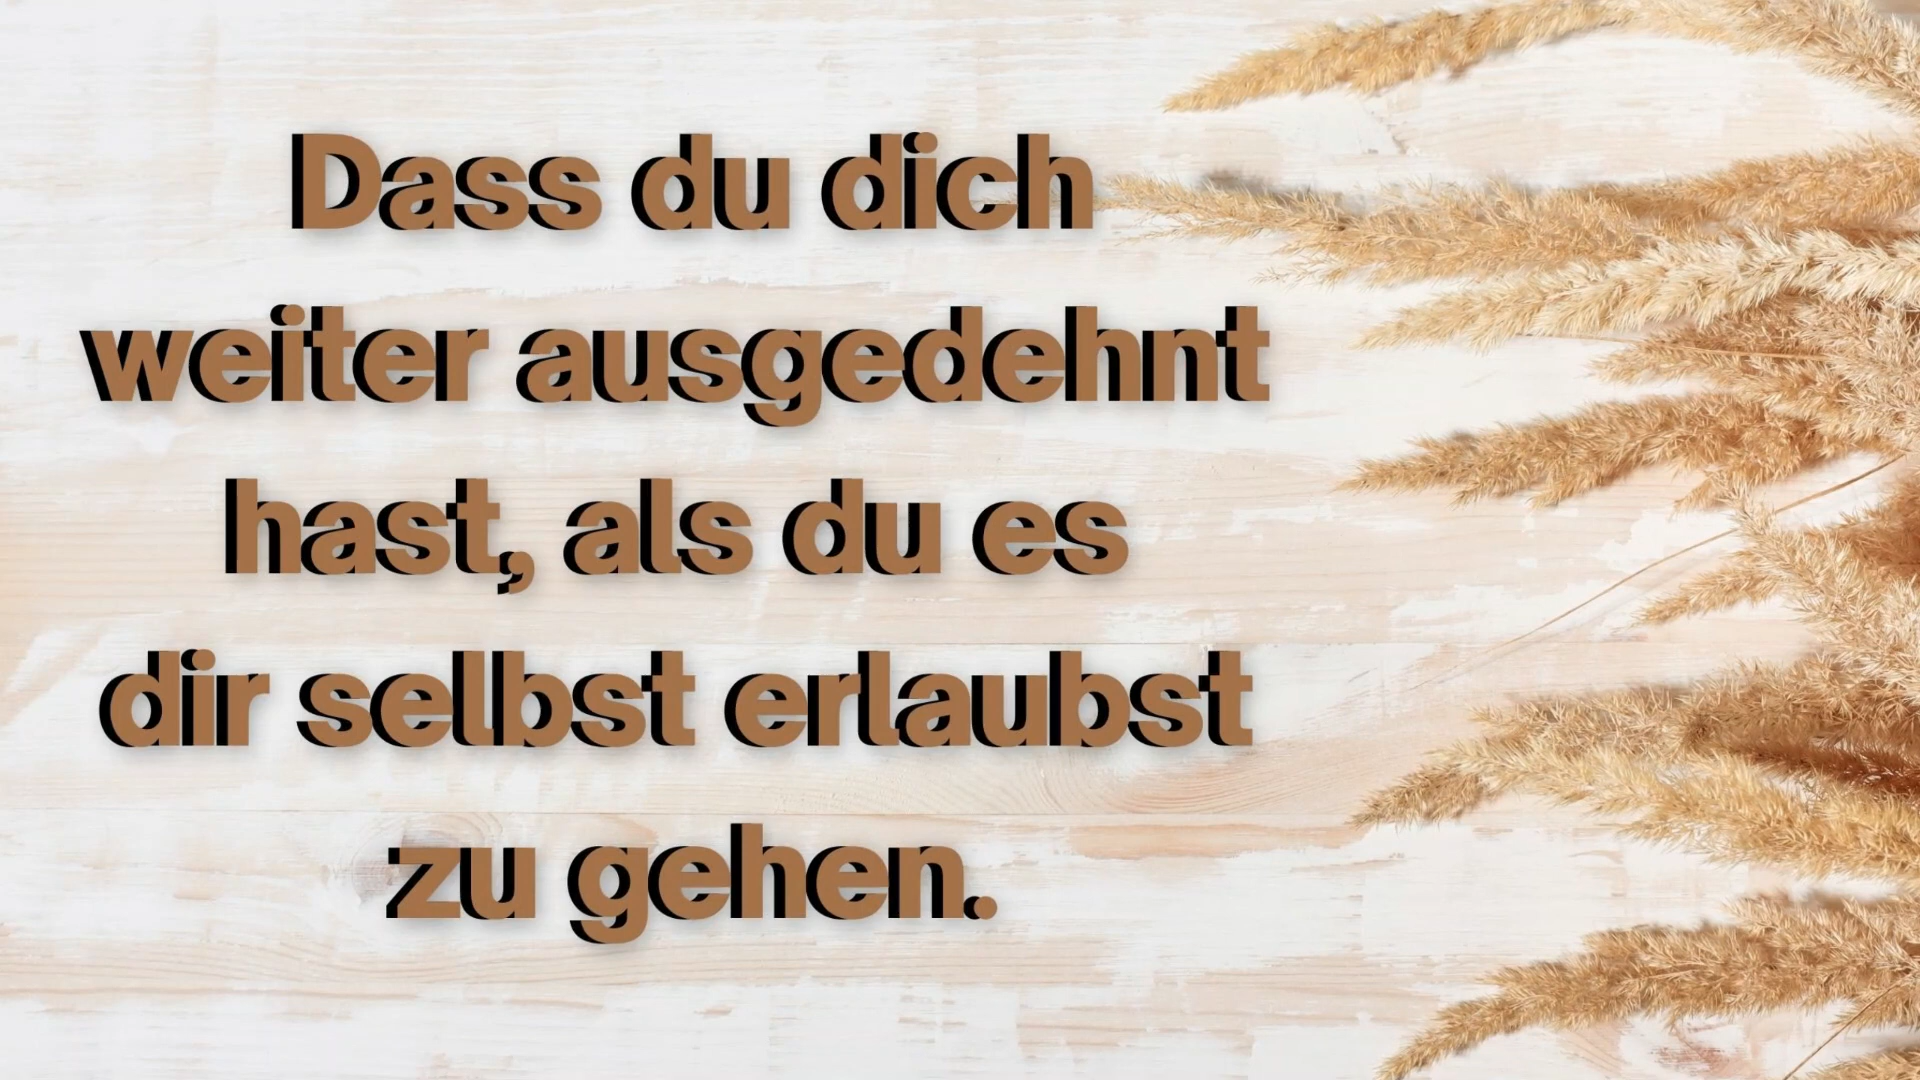 Dass du dich
weiter ausgedehnt
hast, als du es
dir selbst erlaubst
zu gehen.